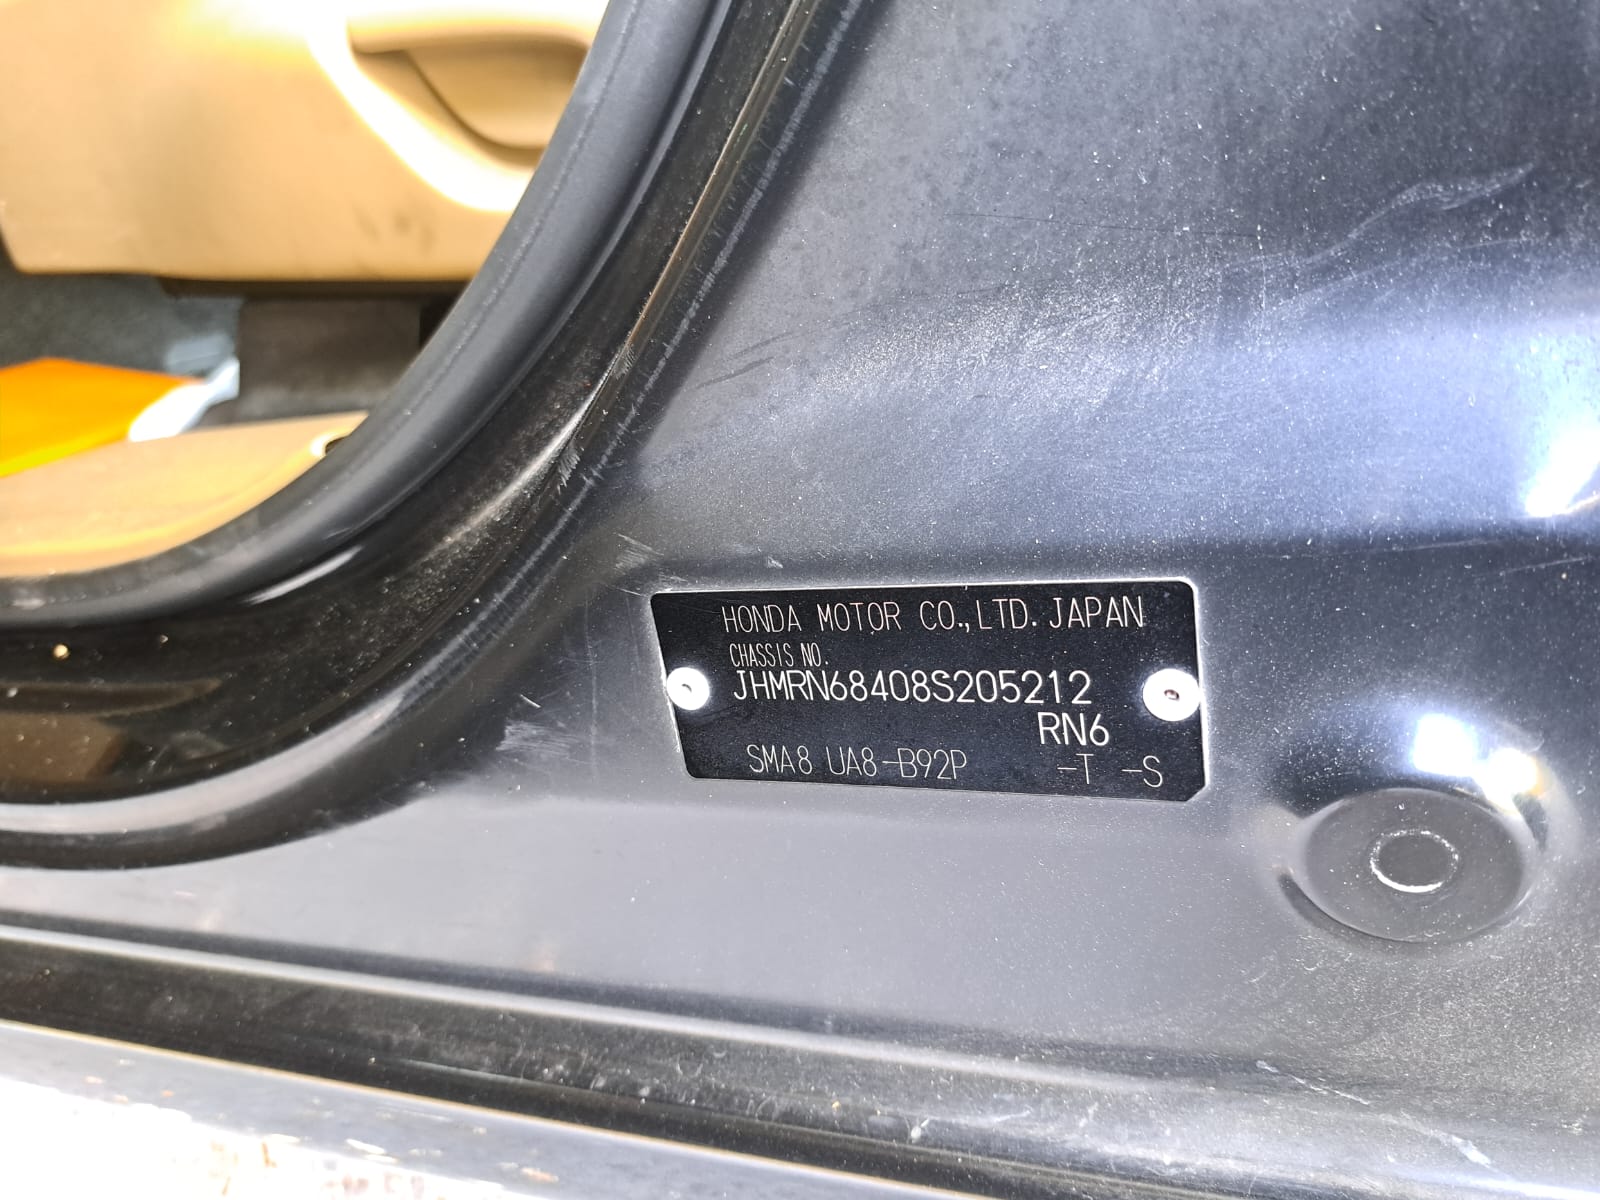 HONDA MOTOR CO.,LTD. JAPAN
CHASSIS NO.
JHMRN68408S205212
RN6
SMA8 UA8-B92P -T -S